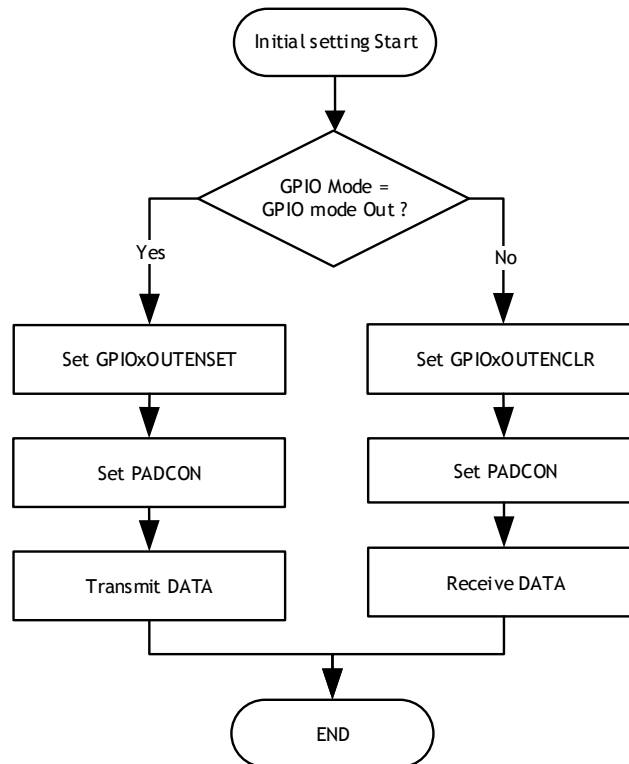 Initial setting Start
GPIO Mode =
GPIO mode Out ?
Yes
No
Set GPIOxOUTENSET
Set GPIOxOUTENCLR
Set PADCON
Set PADCON
Transmit DATA
Receive DATA
END